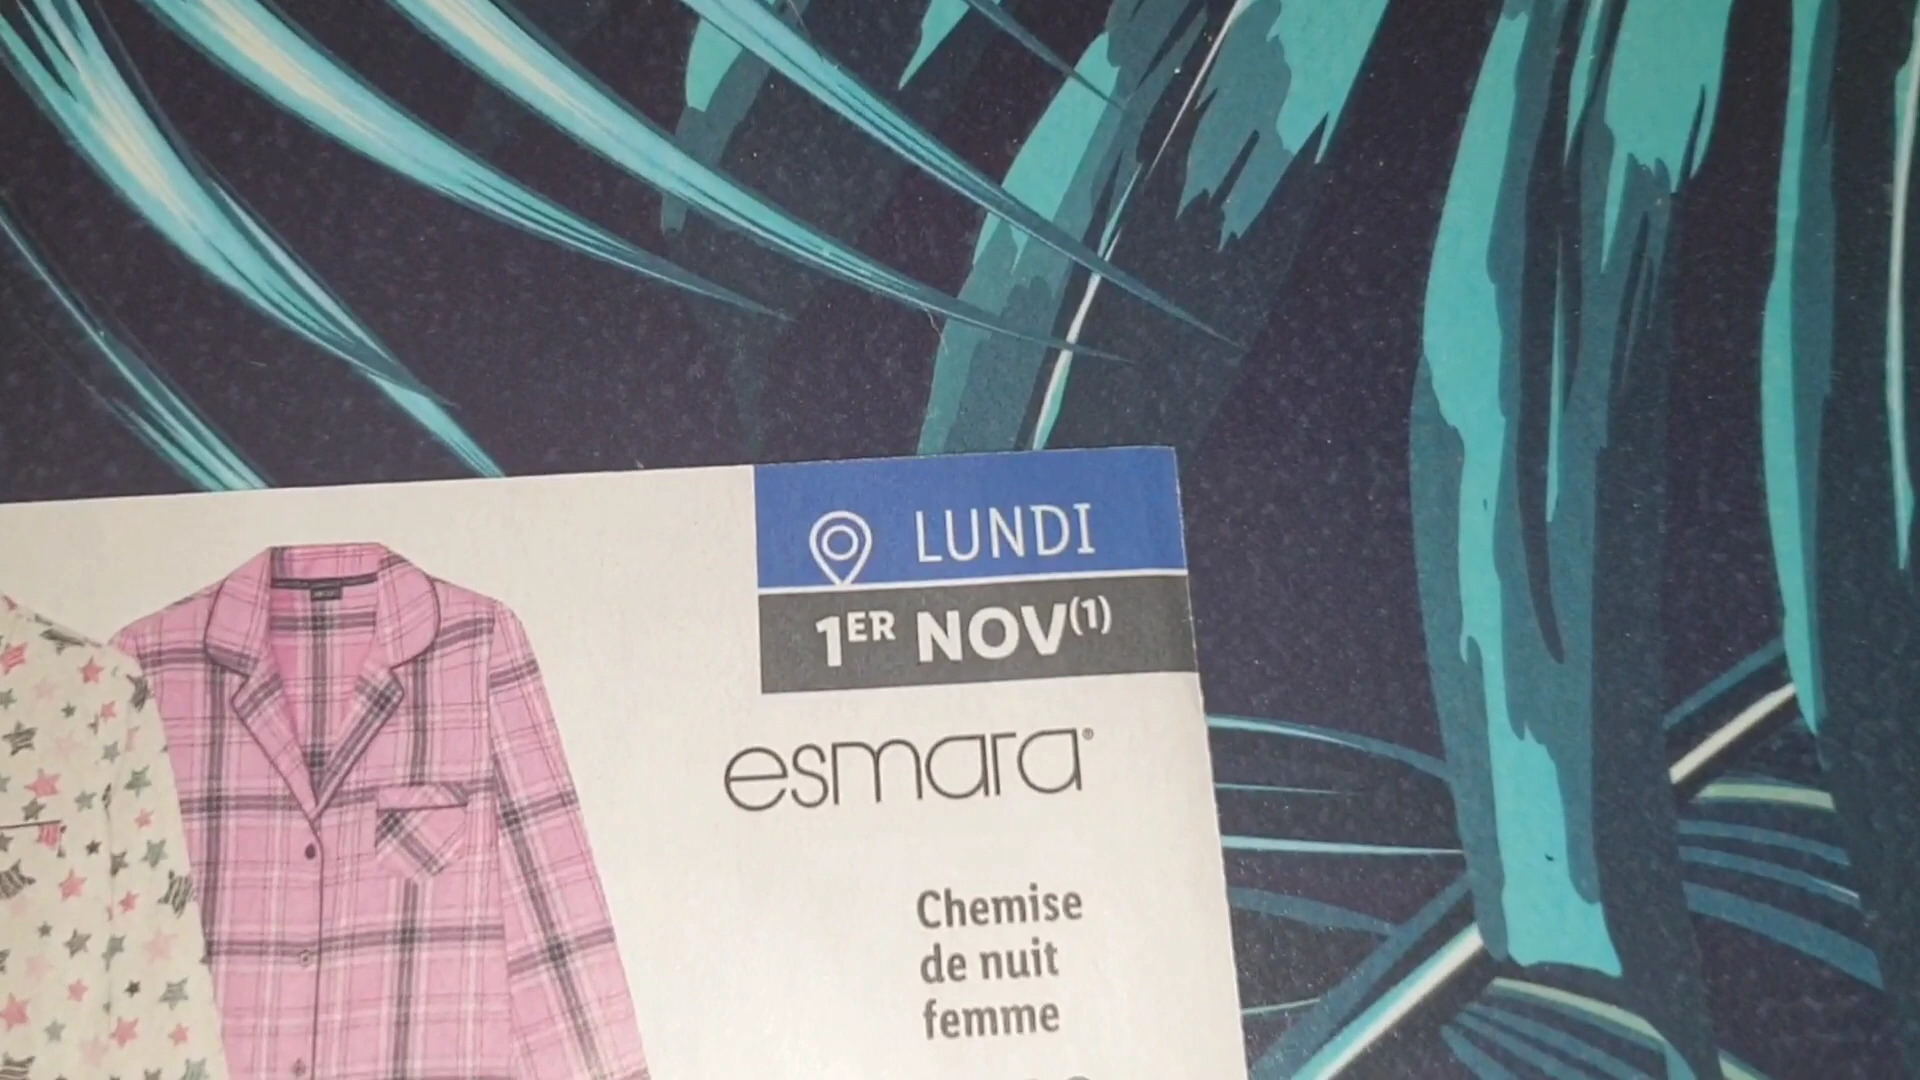 LUNDI
1ER NOV(1)
esmara®
Chemise
de nuit
femme